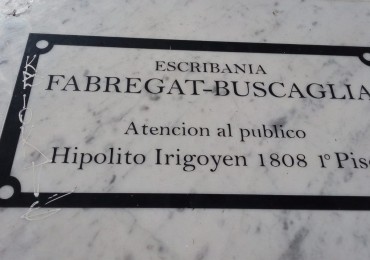 ESCRIBANIA
FABREGAT-BUSCAGLIA
Atencion al publico
Hipolito Irigoyen 1808 1º Piso